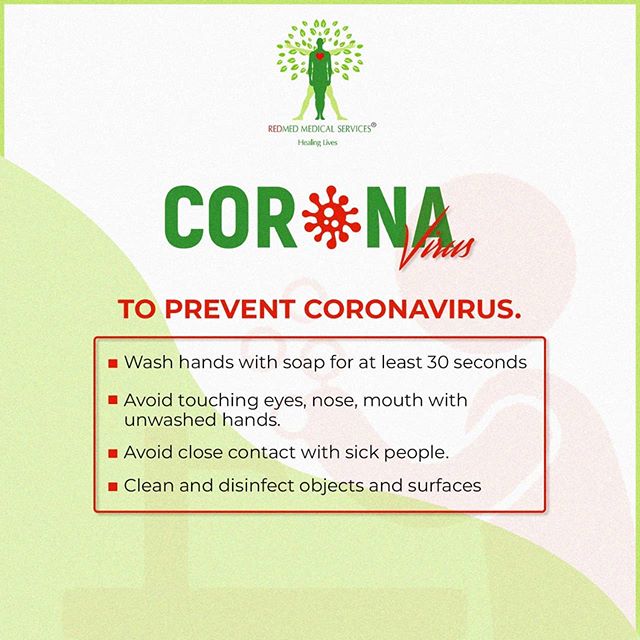 REDMED MEDICAL SERVICES®
Healing Lives
CORONA
Virus
TO PREVENT CORONAVIRUS.
Wash hands with soap for at least 30 seconds
Avoid touching eyes, nose, mouth with
unwashed hands.
Avoid close contact with sick people.
Clean and disinfect objects and surfaces